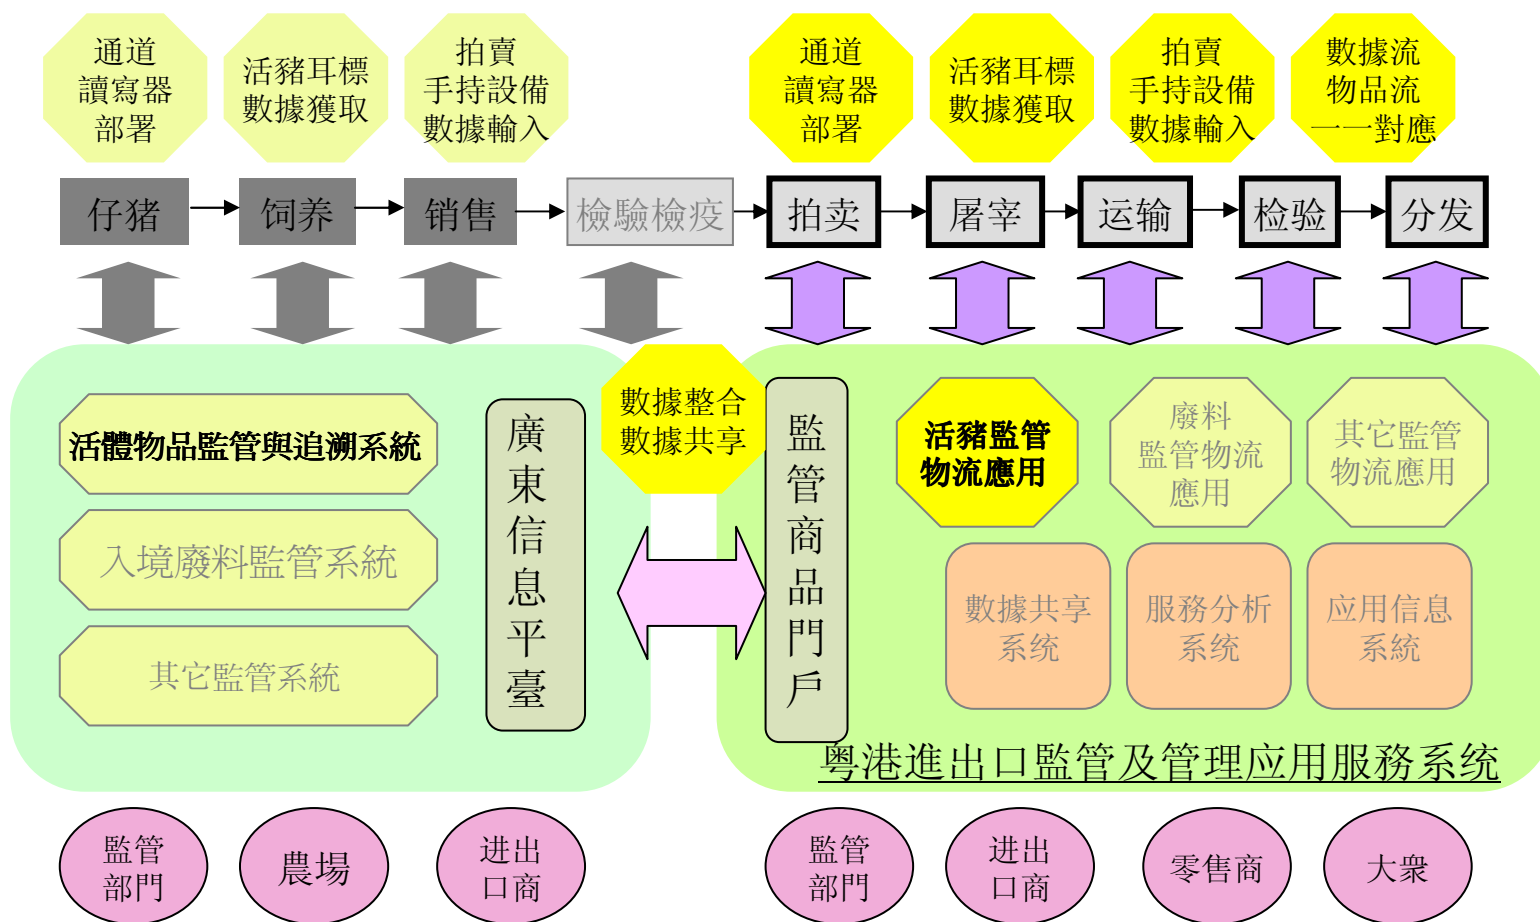 通道
讀寫器
部署
活豬耳標
數據獲取
拍賣
手持設備
數據輸入
通道
讀寫器
部署
活豬耳標
數據獲取
拍賣
手持設備
數據輸入
數據流
物品流
一一對應
仔猪
饲养
销售
檢驗檢疫
拍卖
屠宰
运输
检验
分发
數據整合
數據共享
活體物品監管與追溯系統
入境廢料監管系統
其它監管系統
廣東信息平臺
監管商品門戶
活豬監管
物流應用
廢料
監管物流
應用
其它監管
物流應用
數據共享
系统
服務分析
系统
应用信息
系統
粤港進出口監管及管理应用服務系统
監管
部門
農場
进出
口商
監管
部門
进出
口商
零售商
大衆